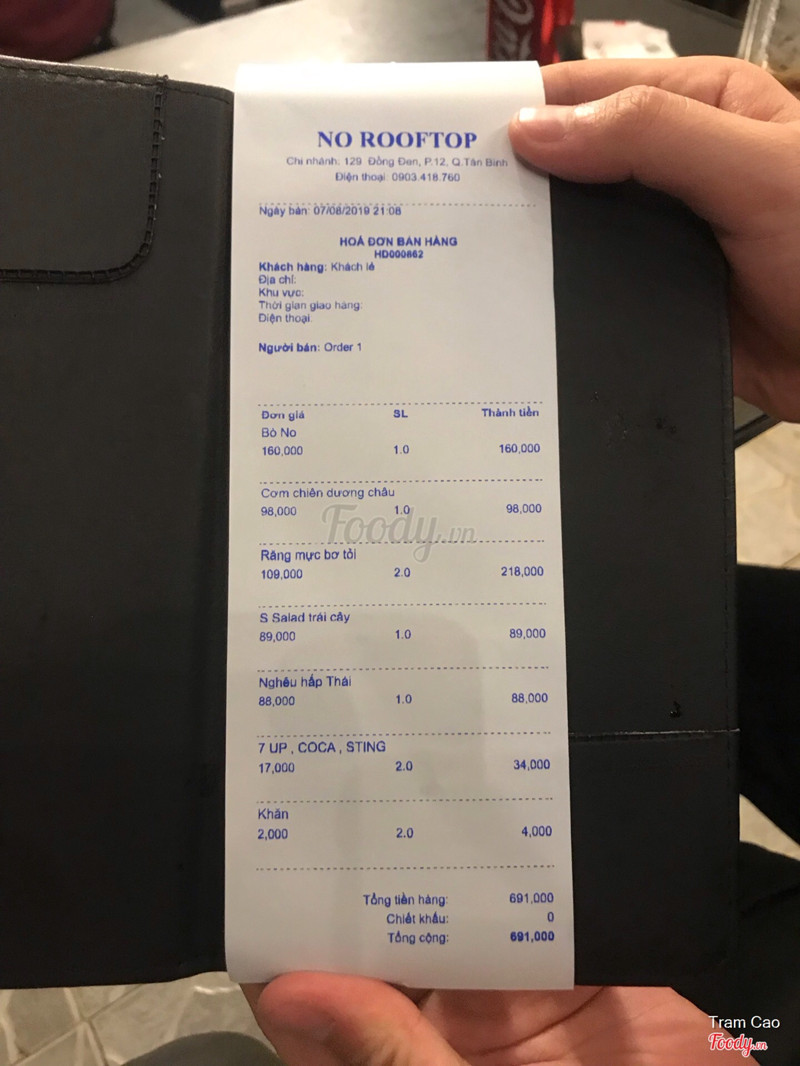 NO ROOFTOP
Chi nhánh: 129 Đồng Đen, P.12, Q.Tân Bình
Điện thoại: 0903.418.760
Ngày bán: 07/08/2019 21:08
HOÁ ĐƠN BÁN HÀNG
HD000862
Khách hàng: Khách lẻ
Địa chỉ:
Khu vực:
Thời gian giao hàng:
Điện thoại:
Người bán: Order 1
Đơn giá SL Thành tiền
Bò No
160,000 1.0 160,000
Cơm chiên dương châu
98,000 1.0 98,000
Foody.vn
Răng mực bơ tỏi
109,000 2.0 218,000
S Salad trái cây
89,000 1.0 89,000
Nghêu hấp Thái
88,000 1.0 88,000
7 UP , COCA , STING
17,000 2.0 34,000
Khăn
2,000 2.0 4,000
Tổng tiền hàng: 691,000
Chiết khấu: 0
Tổng cộng: 691,000
Tram Cao
Foody.vn